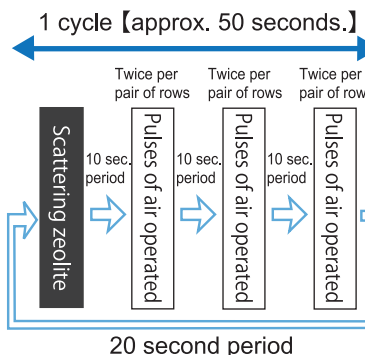 1 cycle【approx. 50 seconds.】
Twice per
pair of rows
Twice per
pair of rows
Twice per
pair of row
Scattering zeolite
10 sec.
period
Pulses of air operated
10 sec.
period
Pulses of air operated
10 sec.
period
Pulses of air operated
20 second period